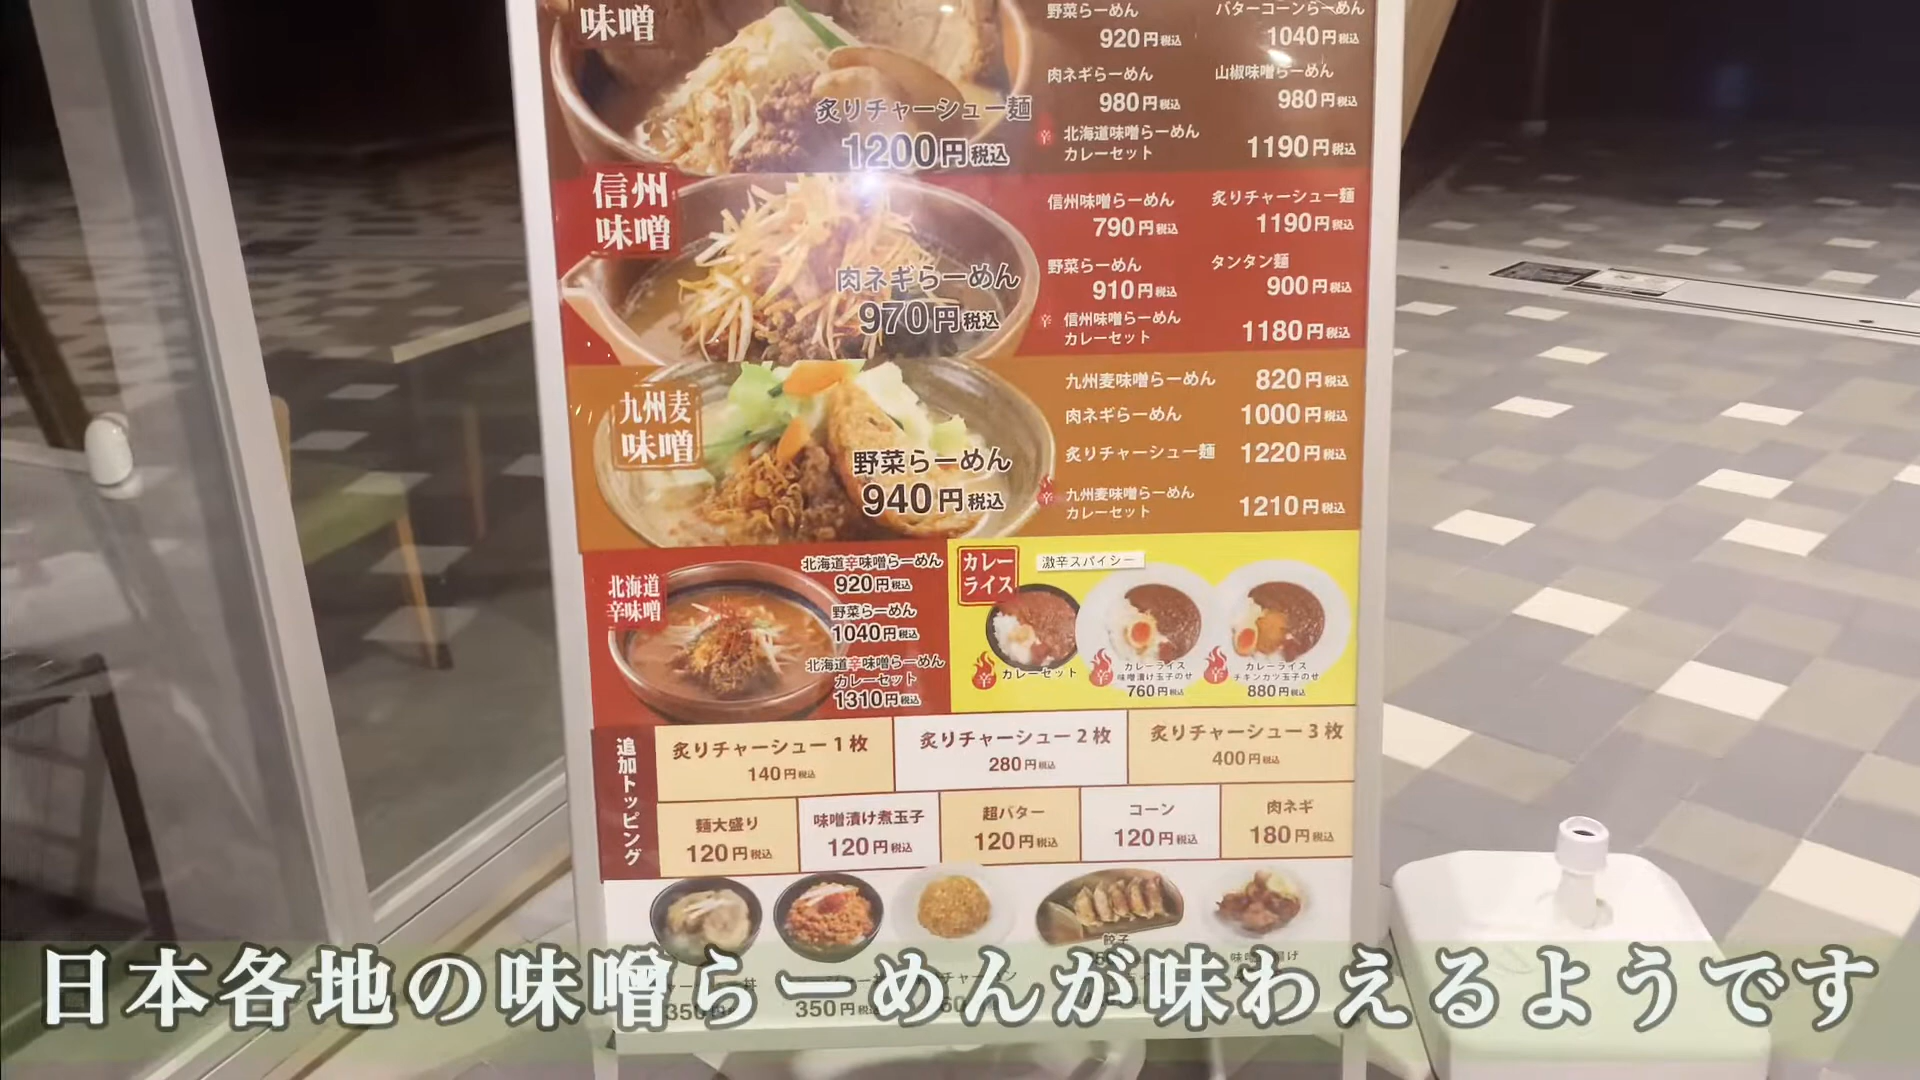 味噌
炙りチャーシュー麺
1200円税込
野菜らーめん
920円税込
バターコーンらーめん
1040円税込
肉ネギらーめん
980円税込
山椒味噌らーめん
980円税込
辛 北海道味噌らーめん
カレーセット
1190円税込
信州
味噌
肉ネギらーめん
970円税込
信州味噌らーめん
790円税込
炙りチャーシュー麺
1190円税込
野菜らーめん
910円税込
タンタン麺
900円税込
辛 信州味噌らーめん
カレーセット
1180円税込
九州麦
味噌
野菜らーめん
940円税込
九州麦味噌らーめん 820円税込
肉ネギらーめん 1000円税込
炙りチャーシュー麺 1220円税込
辛 九州麦味噌らーめん
カレーセット
1210円税込
北海道
辛味噌
北海道辛味噌らーめん
920円税込
野菜らーめん
1040円税込
北海道辛味噌らーめん
カレーセット
1310円税込
カレー
ライス
激辛スパイシー
辛 カレーセット
辛 カレーライス
味噌漬け玉子のせ
760円税込
辛 カレーライス
チキンカツ玉子のせ
880円税込
追加トッピング
炙りチャーシュー1枚
140円税込
炙りチャーシュー2枚
280円税込
炙りチャーシュー3枚
400円税込
麺大盛り
120円税込
味噌漬け煮玉子
120円税込
超バター
120円税込
コーン
120円税込
肉ネギ
180円税込
餃子
350円
350円税込
日本各地の味噌らーめんが味わえるようです